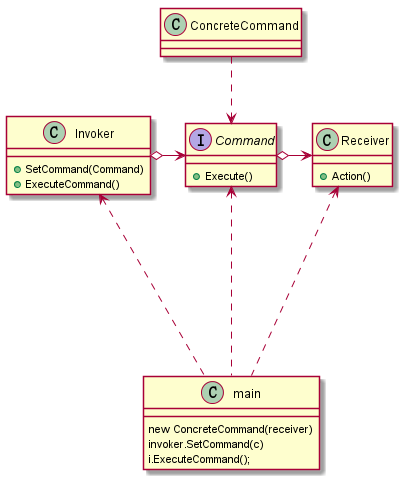 C ConcreteCommand
C Invoker
SetCommand(Command)
ExecuteCommand()
I Command
Execute()
C Receiver
Action()
C main
new ConcreteCommand(receiver)
invoker.SetCommand(c)
i.ExecuteCommand();